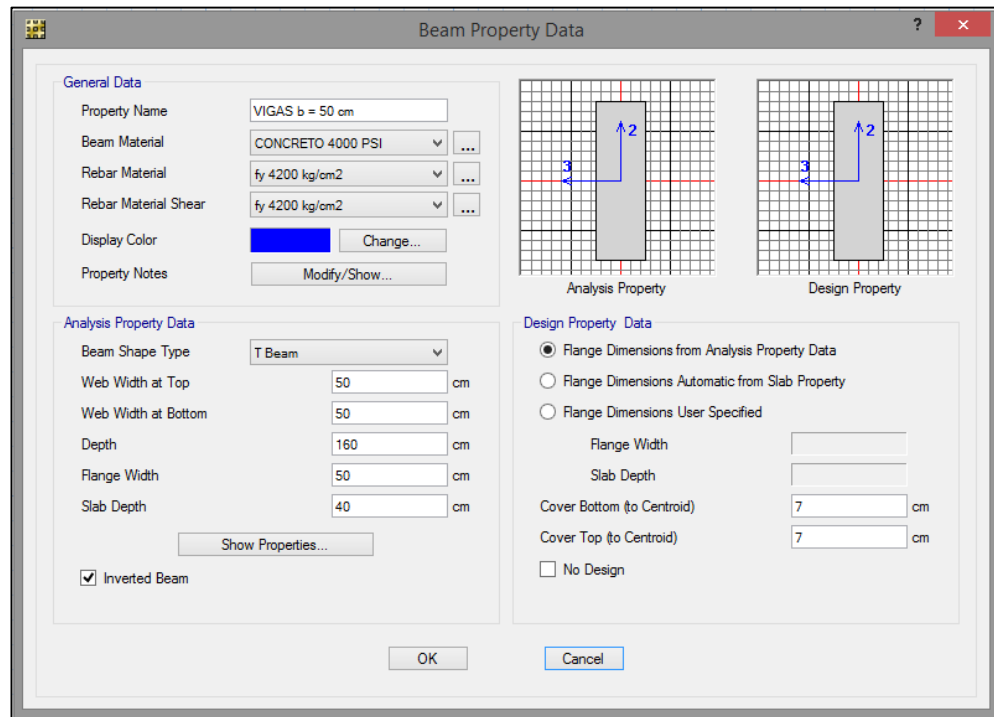 Beam Property Data
?
General Data
Property Name VIGAS b = 50 cm
Beam Material CONCRETO 4000 PSI ...
Rebar Material fy 4200 kg/cm2 ...
Rebar Material Shear fy 4200 kg/cm2 ...
Display Color Change...
Property Notes Modify/Show...
2
3
Analysis Property
2
3
Design Property
Analysis Property Data
Beam Shape Type T Beam
Web Width at Top 50 cm
Web Width at Bottom 50 cm
Depth 160 cm
Flange Width 50 cm
Slab Depth 40 cm
Show Properties...
Inverted Beam
Design Property Data
Flange Dimensions from Analysis Property Data
Flange Dimensions Automatic from Slab Property
Flange Dimensions User Specified
Flange Width
Slab Depth
Cover Bottom (to Centroid) 7 cm
Cover Top (to Centroid) 7 cm
No Design
OK Cancel